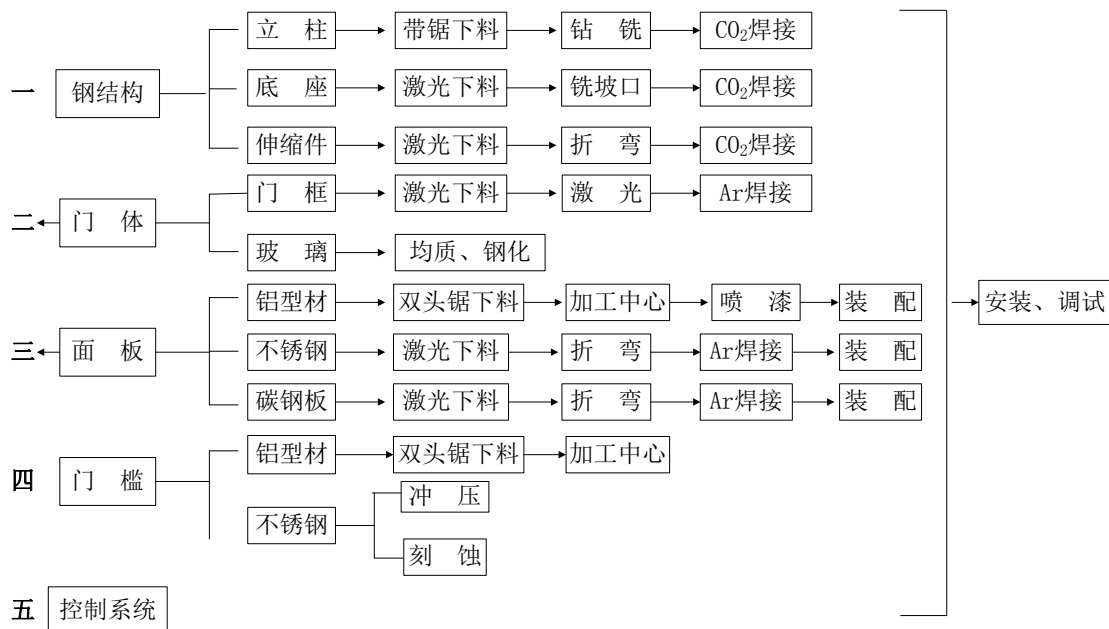 立 柱 带锯下料 钻 铣 CO₂焊接
一 钢结构 底 座 激光下料 铣坡口 CO₂焊接
伸缩件 激光下料 折 弯 CO₂焊接
门 框 激光下料 激 光 Ar焊接
二 门 体
玻 璃 均质、钢化
铝型材 双头锯下料 加工中心 喷 漆 装 配 安装、调试
三 面 板 不锈钢 激光下料 折 弯 Ar焊接 装 配
碳钢板 激光下料 折 弯 Ar焊接 装 配
铝型材 双头锯下料 加工中心
四 门 槛
冲 压
不锈钢
刻 蚀
五 控制系统